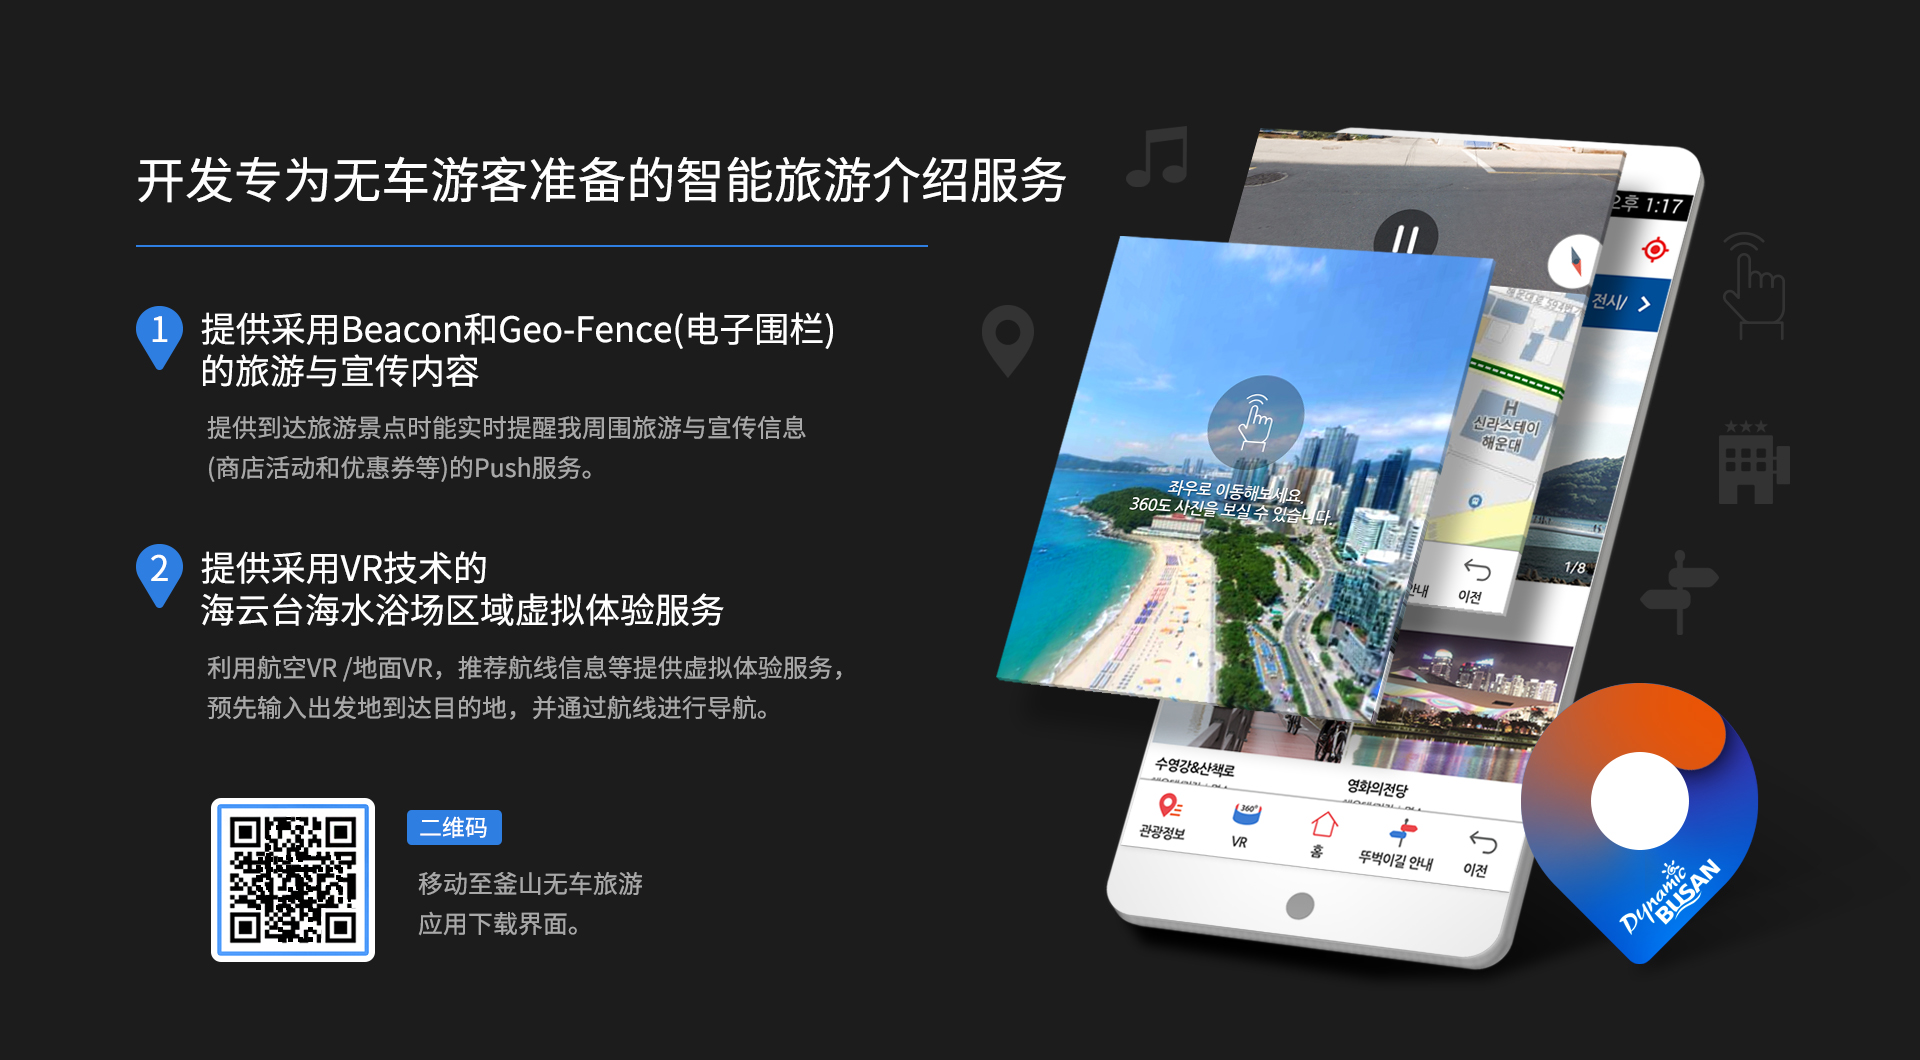 开发专为无车游客准备的智能旅游介绍服务
1
提供采用Beacon和Geo-Fence(电子围栏)
的旅游与宣传内容
提供到达旅游景点时能实时提醒我周围旅游与宣传信息
(商店活动和优惠券等)的Push服务。
2
提供采用VR技术的
海云台海水浴场区域虚拟体验服务
利用航空VR /地面VR，推荐航线信息等提供虚拟体验服务，
预先输入出发地到达目的地，并通过航线进行导航。
二维码
移动至釜山无车旅游
应用下载界面。
오후 1:17
전시/
H
신라스테이
해운대
좌우로 이동해보세요.
360도 사진을 보실 수 있습니다.
1/8
안내
이전
수영강&산책로
영화의전당
관광정보
360°
VR
홈
뚜벅이길 안내
이전
Dynamic
BUSAN